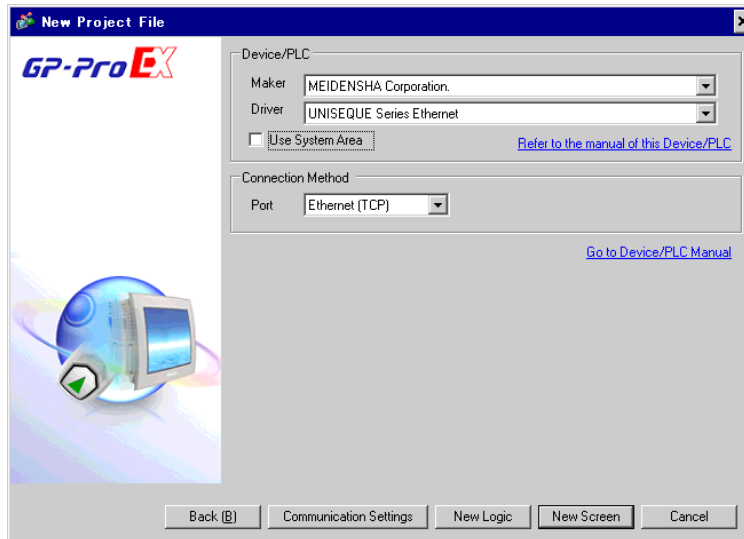 New Project File
GP-Pro EX
Device/PLC
Maker MEIDENSHA Corporation.
Driver UNISEQUE Series Ethernet
Use System Area Refer to the manual of this Device/PLC
Connection Method
Port Ethernet (TCP)
Go to Device/PLC Manual
Back (B) Communication Settings New Logic New Screen Cancel